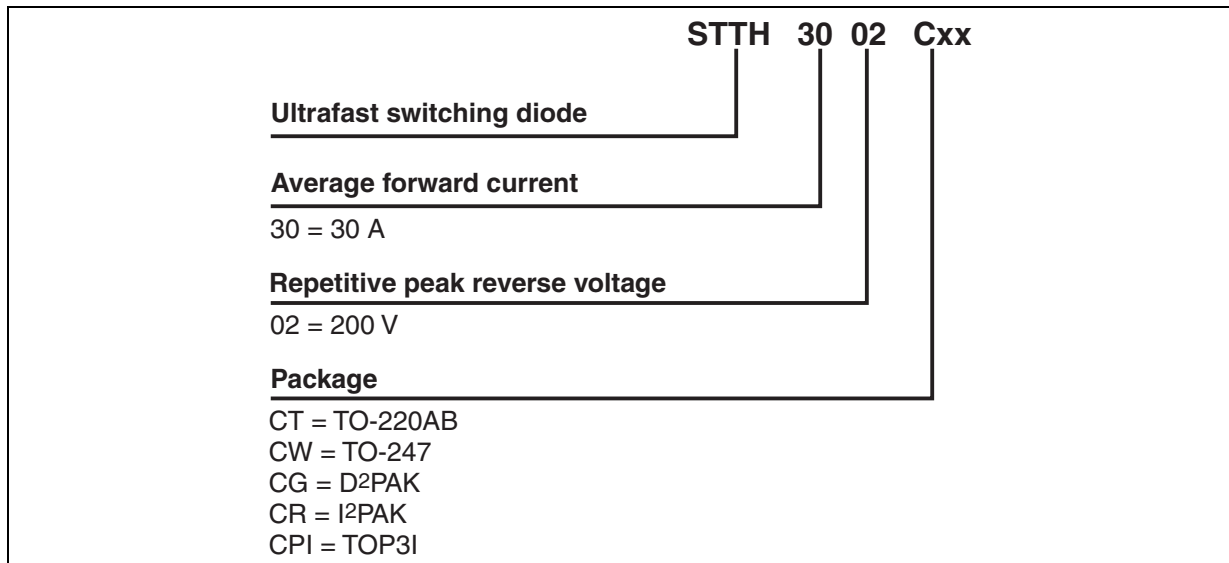 STTH 30 02 Cxx
Ultrafast switching diode
Average forward current
30 = 30 A
Repetitive peak reverse voltage
02 = 200 V
Package
CT = TO-220AB
CW = TO-247
CG = D2PAK
CR = I2PAK
CPI = TOP3I